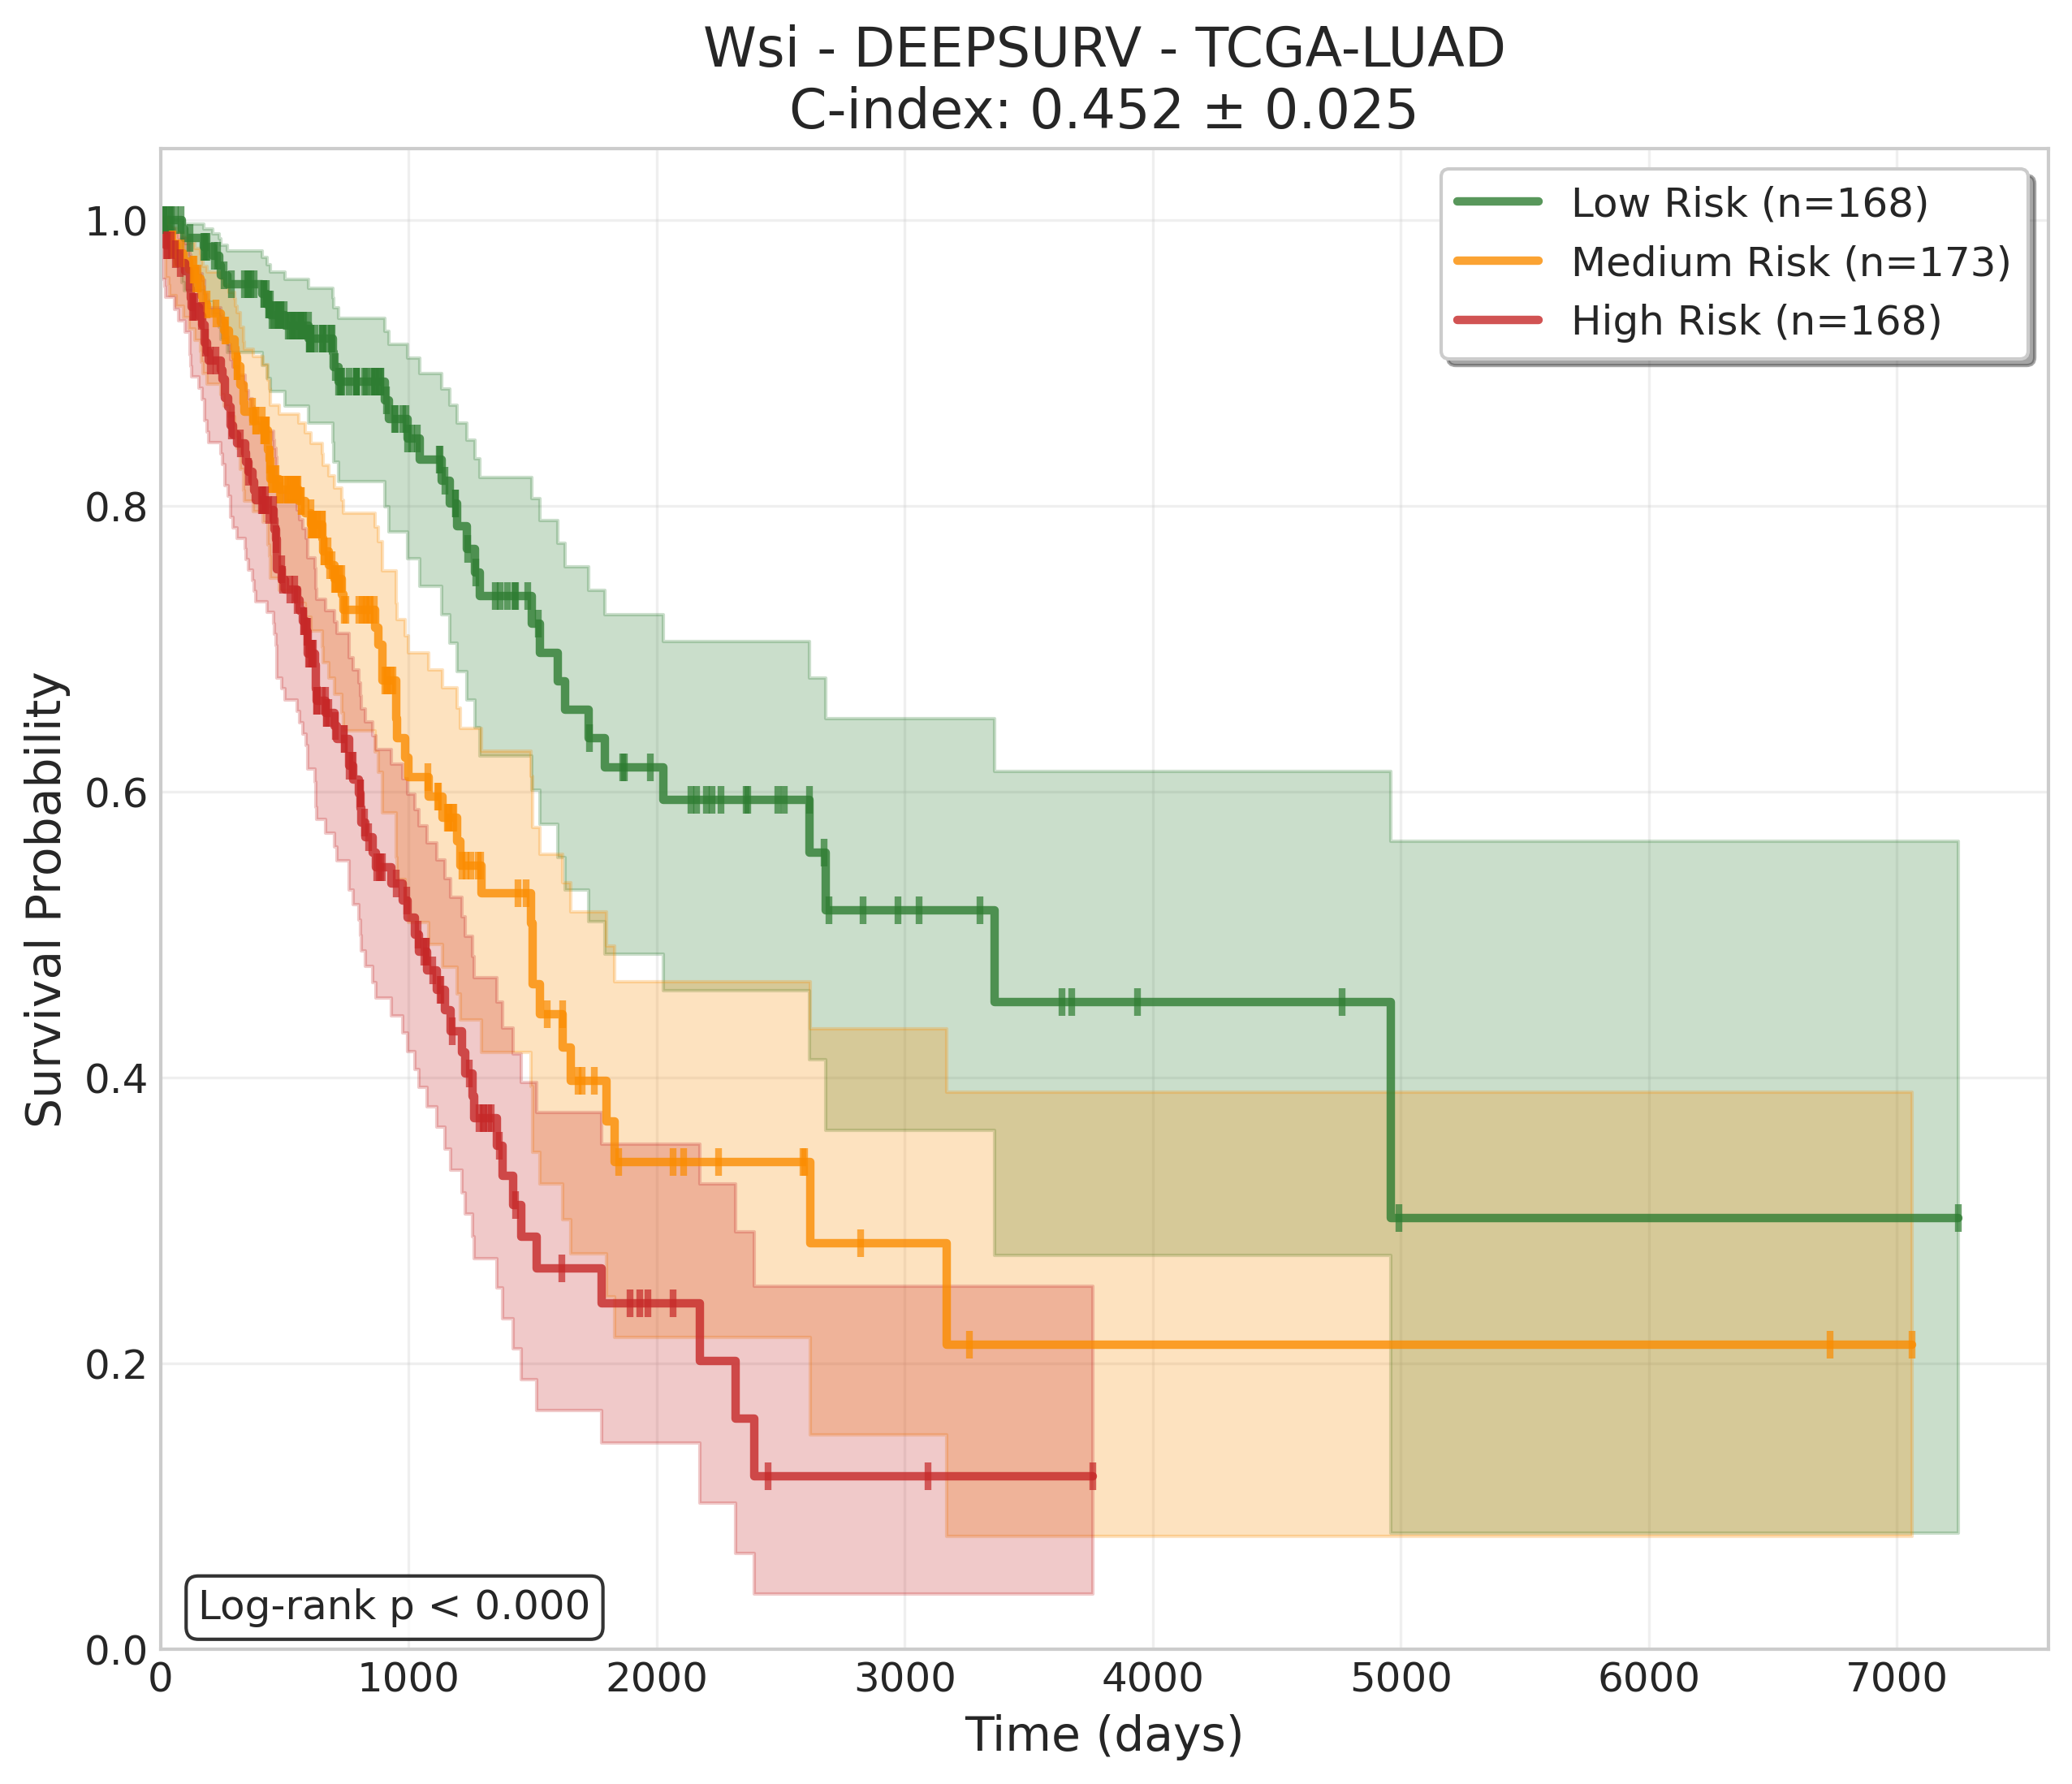 Wsi - DEEPSURV - TCGA-LUAD
C-index: 0.452 ± 0.025
Low Risk (n=168)
Medium Risk (n=173)
High Risk (n=168)
Survival Probability
1.0
0.8
0.6
0.4
0.2
0.0
Log-rank p < 0.000
0 1000 2000 3000 4000 5000 6000 7000
Time (days)